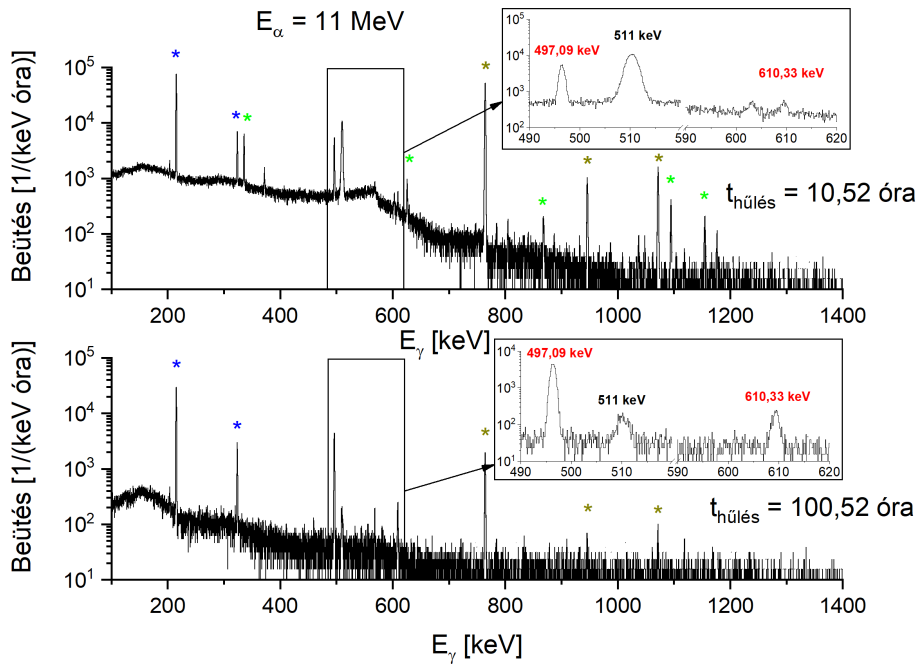 E_α = 11 MeV
Beütés [1/(keV óra)]
10^5
10^4
10^3
10^2
10^1
200 400 600 800 1000 1200 1400
E_γ [keV]
* * * * * * * * * *
t_hűlés = 10,52 óra
10^5
10^4
10^3
10^2
497,09 keV
511 keV
610,33 keV
490 500 510 590 600 610 620
Beütés [1/(keV óra)]
10^5
10^4
10^3
10^2
10^1
200 400 600 800 1000 1200 1400
E_γ [keV]
* * * * *
t_hűlés = 100,52 óra
10^4
10^3
10^2
10^1
497,09 keV
511 keV
610,33 keV
490 500 510 590 600 610 620